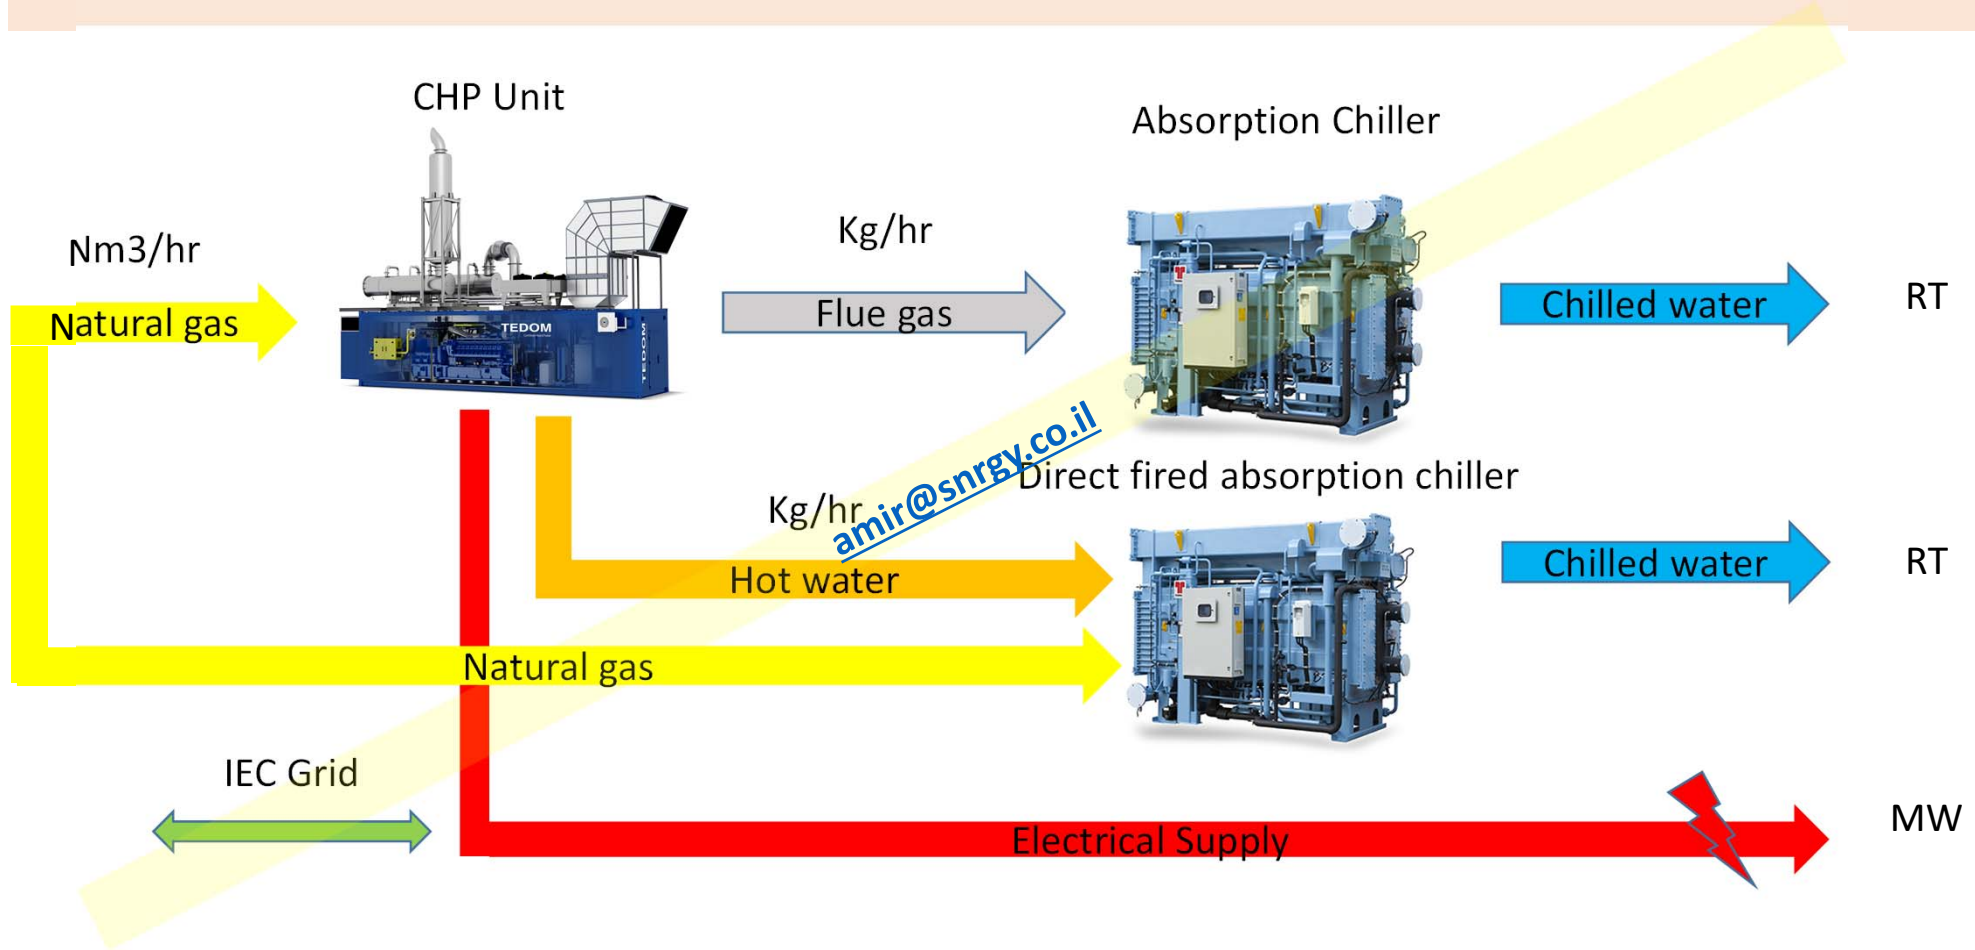 CHP Unit
Absorption Chiller
Nm3/hr
Kg/hr
Natural gas
TEDOM
TEDOM
Flue gas
Chilled water
RT
amir@snrgy.co.il
Direct fired absorption chiller
Kg/hr
Hot water
Chilled water
RT
Natural gas
IEC Grid
Electrical Supply
MW